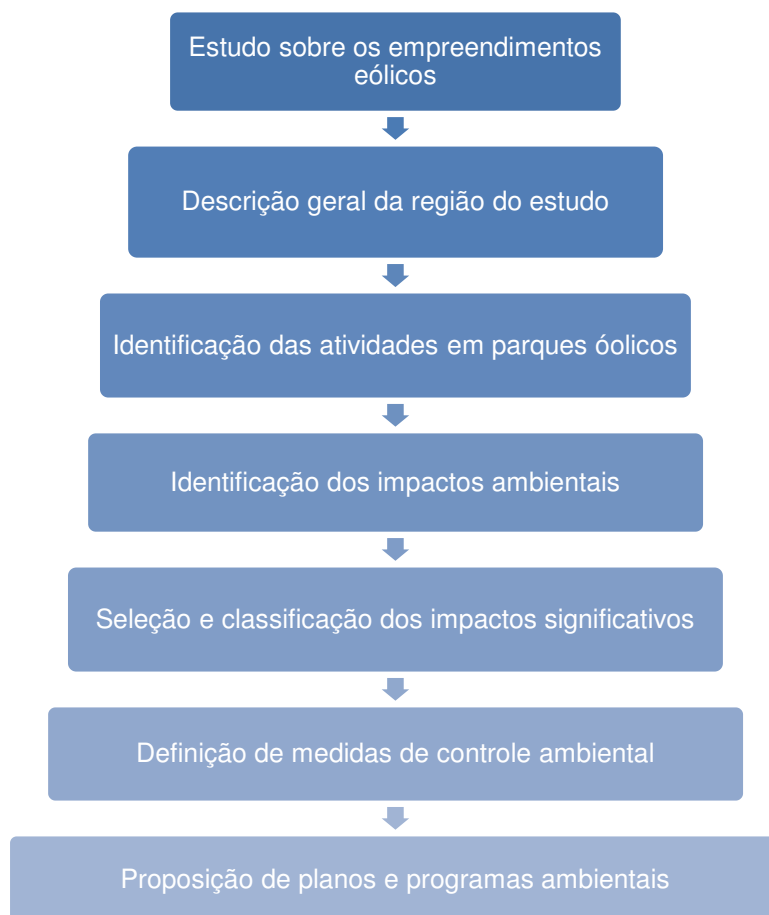 Estudo sobre os empreendimentos
eólicos
Descrição geral da região do estudo
Identificação das atividades em parques óolicos
Identificação dos impactos ambientais
Seleção e classificação dos impactos significativos
Definição de medidas de controle ambiental
Proposição de planos e programas ambientais